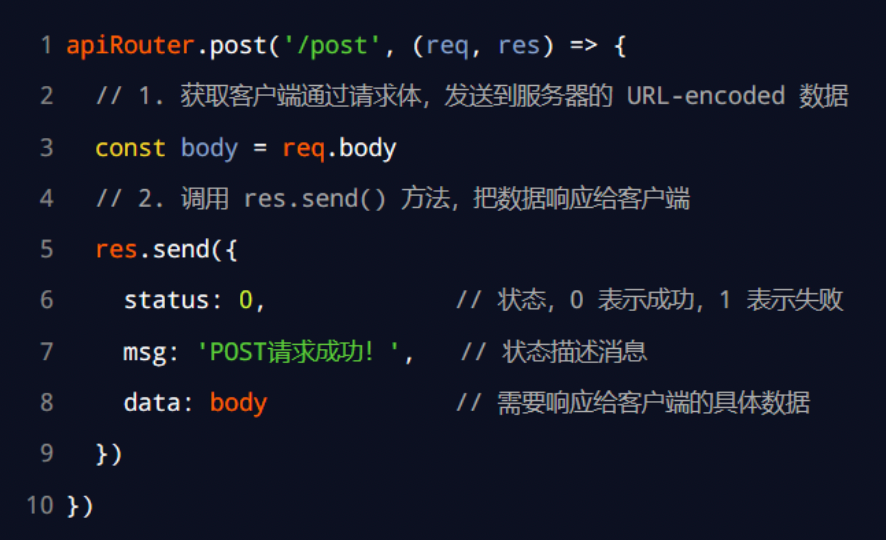 1 apiRouter.post('/post', (req, res) => {
2   // 1. 获取客户端通过请求体，发送到服务器的 URL-encoded 数据
3   const body = req.body
4   // 2. 调用 res.send() 方法，把数据响应给客户端
5   res.send({
6     status: 0,             // 状态，0 表示成功，1 表示失败
7     msg: 'POST请求成功！',   // 状态描述消息
8     data: body             // 需要响应给客户端的具体数据
9   })
10 })